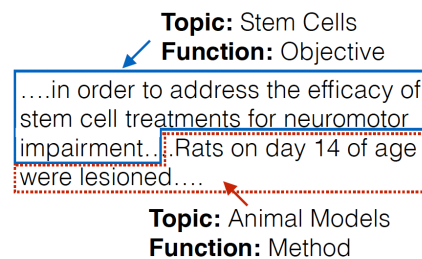 Topic: Stem Cells
Function: Objective
….in order to address the efficacy of
stem cell treatments for neuromotor
impairment….Rats on day 14 of age
were lesioned….
Topic: Animal Models
Function: Method